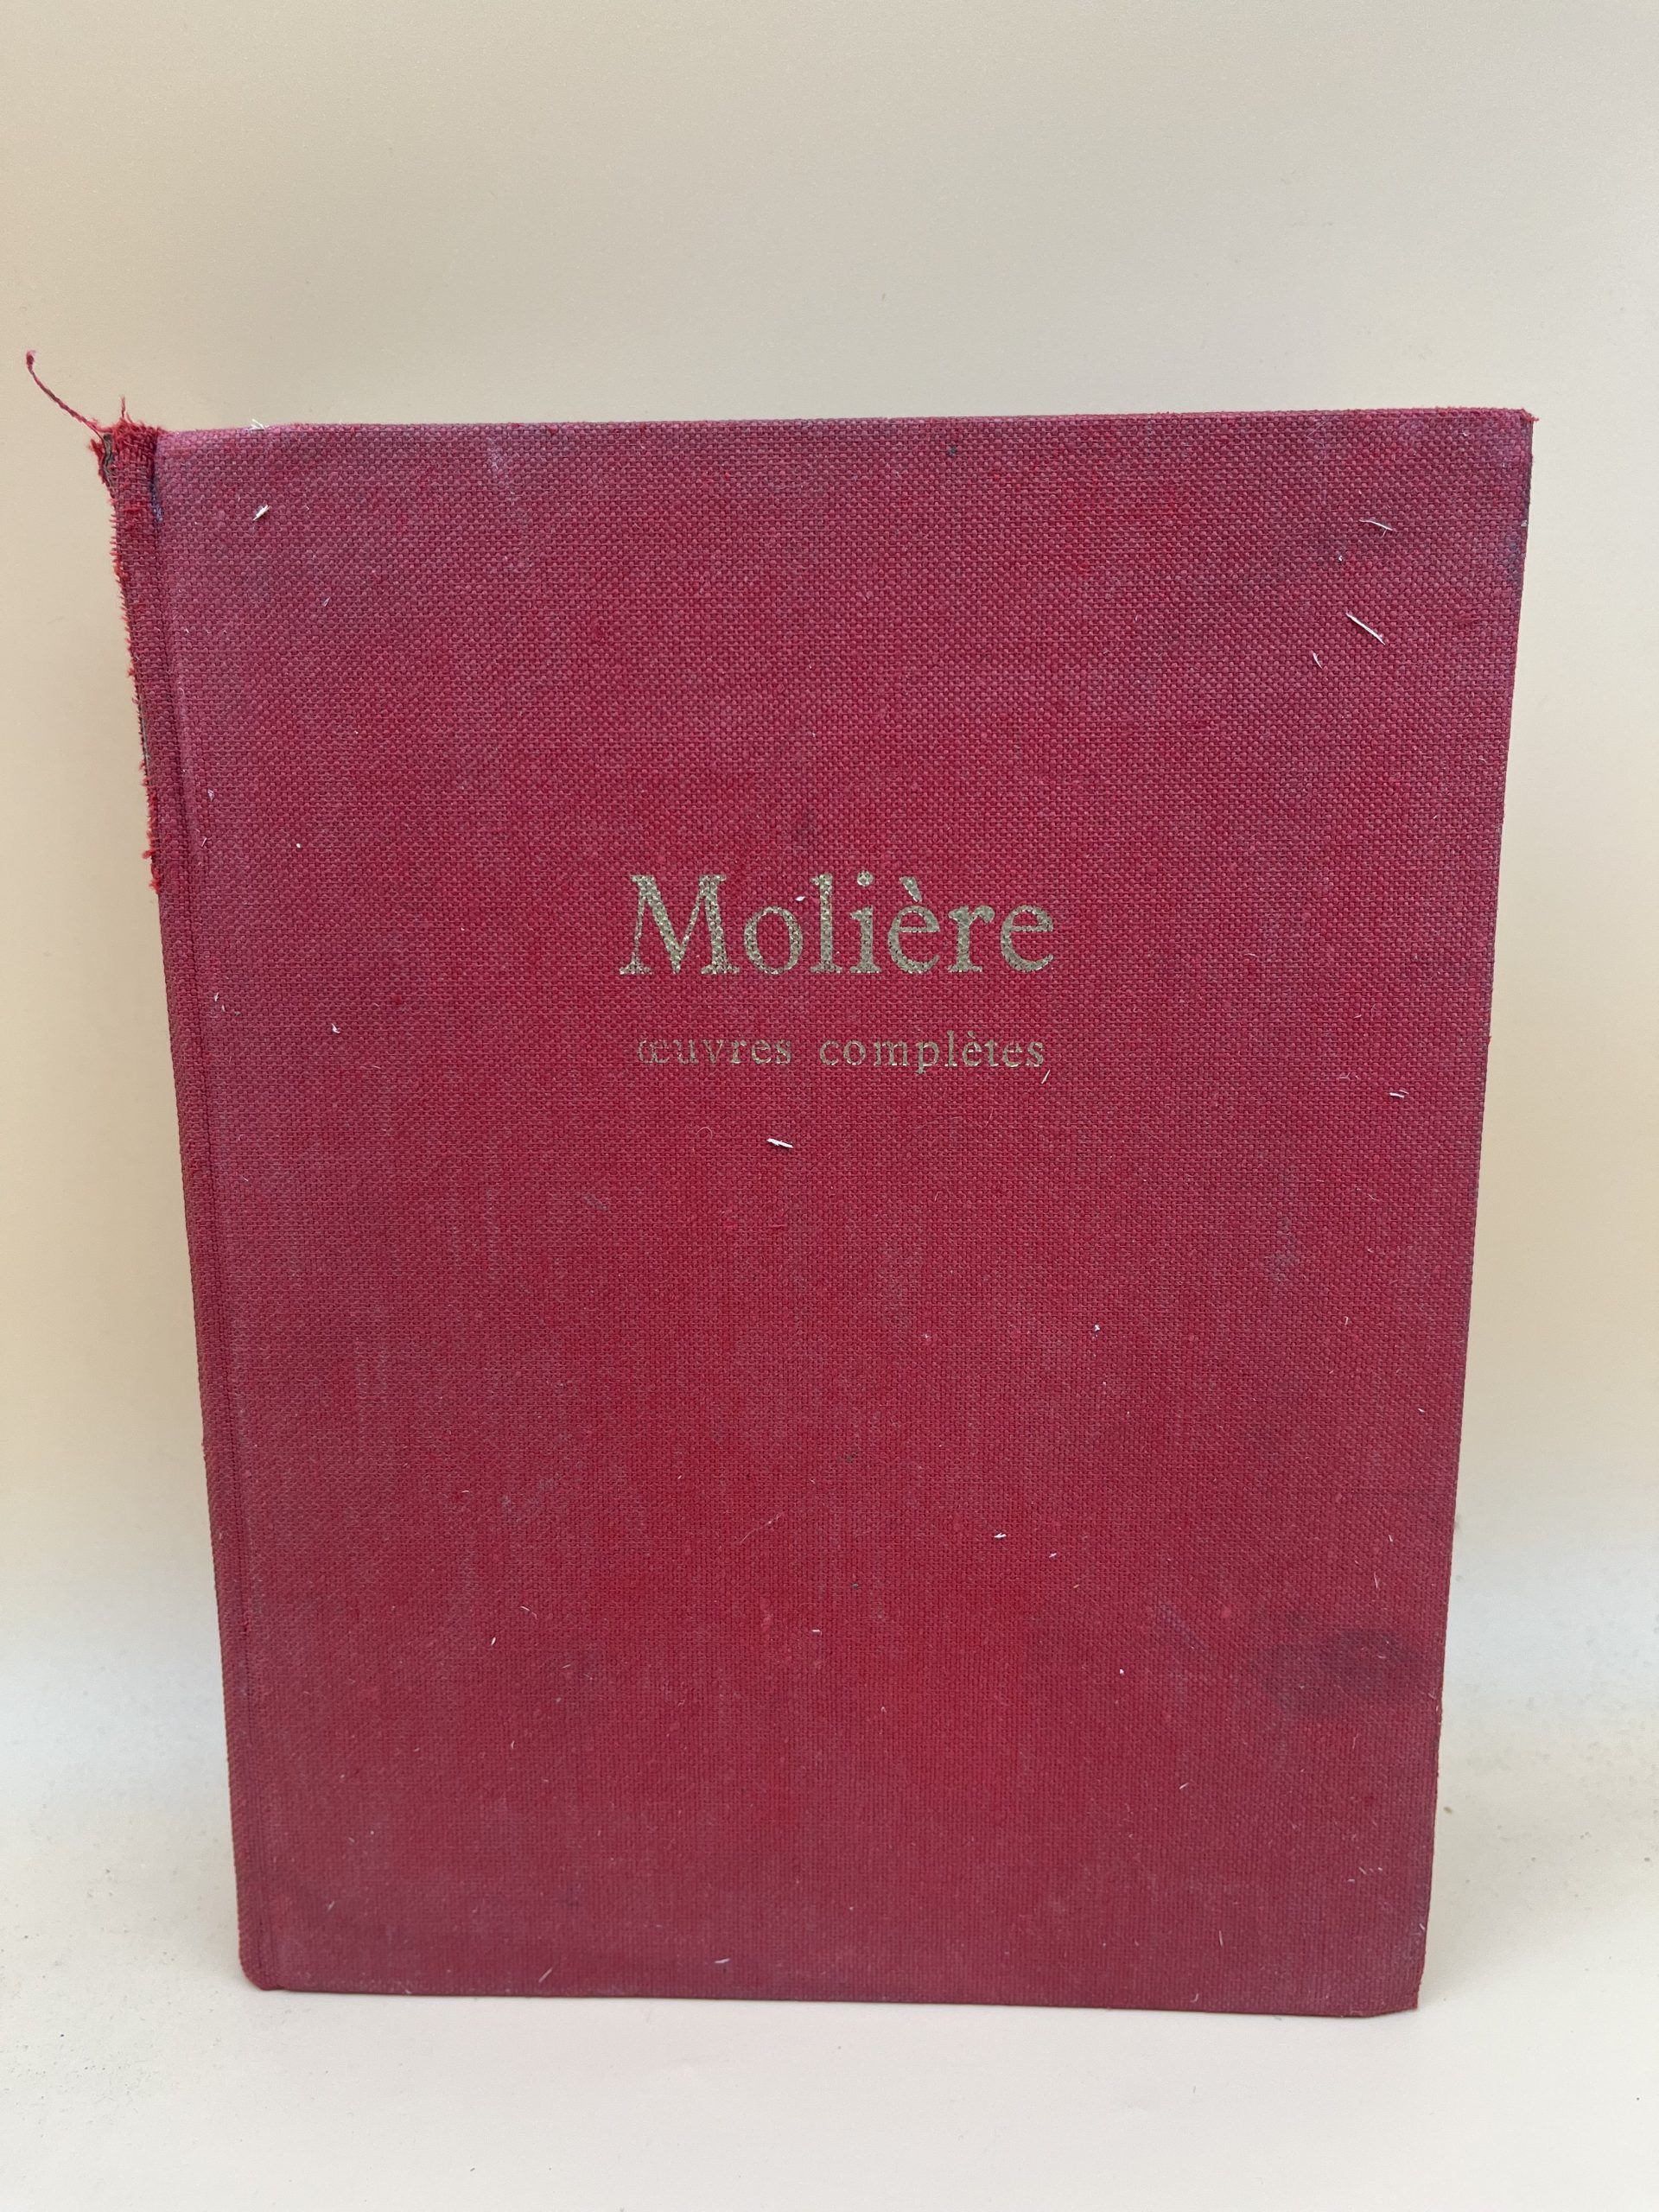 Molière
œuvres complètes